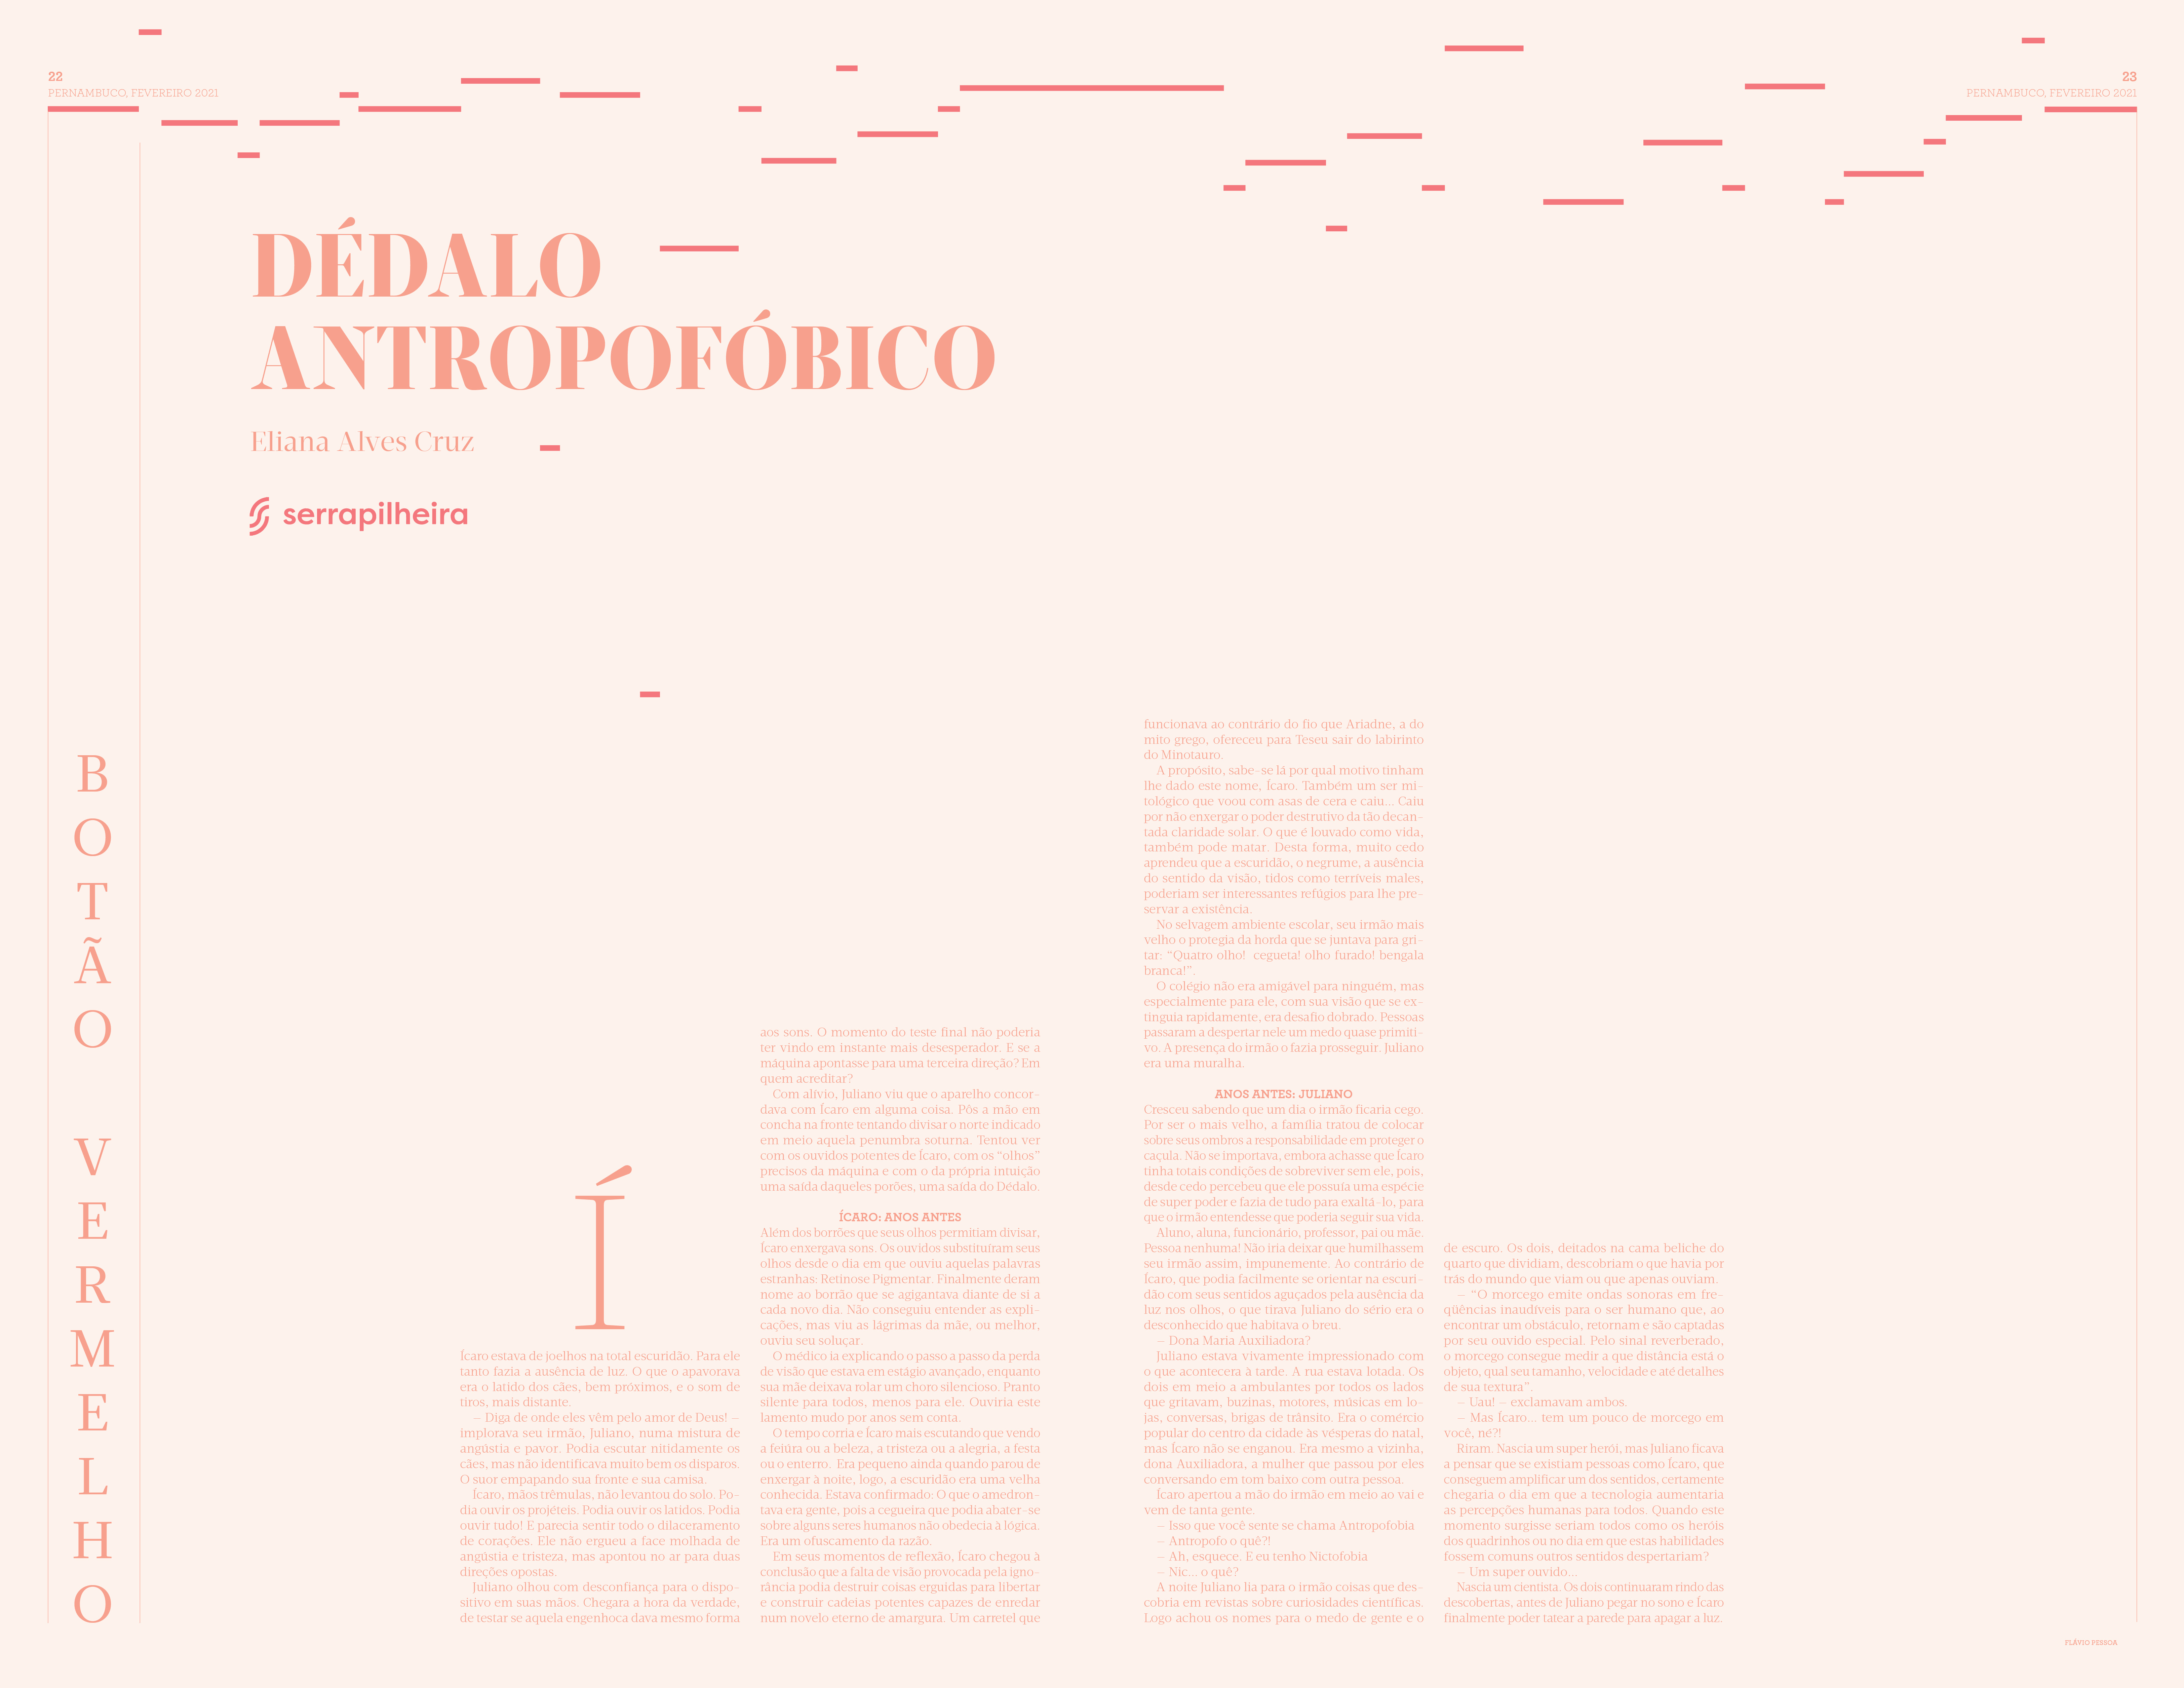 22
PERNAMBUCO, FEVEREIRO 2021
23
PERNAMBUCO, FEVEREIRO 2021
BOTÃO VERMELHO
DÉDALO
ANTROPOFÓBICO
Eliana Alves Cruz
serrapilheira
Í
Ícaro estava de joelhos na total escuridão. Para ele
tanto fazia a ausência de luz. O que o apavorava
era o latido dos cães, bem próximos, e o som de
tiros, mais distante.
– Diga de onde eles vêm pelo amor de Deus! –
implorava seu irmão, Juliano, numa mistura de
angústia e pavor. Podia escutar nitidamente os
cães, mas não identificava muito bem os disparos.
O suor empapando sua fronte e sua camisa.
Ícaro, mãos trêmulas, não levantou do solo. Po-
dia ouvir os projéteis. Podia ouvir os latidos. Podia
ouvir tudo! E parecia sentir todo o dilaceramento
de corações. Ele não ergueu a face molhada de
angústia e tristeza, mas apontou no ar para duas
direções opostas.
Juliano olhou com desconfiança para o dispo-
sitivo em suas mãos. Chegara a hora da verdade,
de testar se aquela engenhoca dava mesmo forma
aos sons. O momento do teste final não poderia
ter vindo em instante mais desesperador. E se a
máquina apontasse para uma terceira direção? Em
quem acreditar?
Com alívio, Juliano viu que o aparelho concor-
dava com Ícaro em alguma coisa. Pôs a mão em
concha na fronte tentando divisar o norte indicado
em meio aquela penumbra soturna. Tentou ver
com os ouvidos potentes de Ícaro, com os “olhos”
precisos da máquina e com o da própria intuição
uma saída daqueles porões, uma saída do Dédalo.
ÍCARO: ANOS ANTES
Além dos borrões que seus olhos permitiam divisar,
Ícaro enxergava sons. Os ouvidos substituíram seus
olhos desde o dia em que ouviu aquelas palavras
estranhas: Retinose Pigmentar. Finalmente deram
nome ao borrão que se agigantava diante de si a
cada novo dia. Não conseguiu entender as expli-
cações, mas viu as lágrimas da mãe, ou melhor,
ouviu seu soluçar.
O médico ia explicando o passo a passo da perda
de visão que estava em estágio avançado, enquanto
sua mãe deixava rolar um choro silencioso. Pranto
silente para todos, menos para ele. Ouviria este
lamento mudo por anos sem conta.
O tempo corria e Ícaro mais escutando que vendo
a feiúra ou a beleza, a tristeza ou a alegria, a festa
ou o enterro. Era pequeno ainda quando parou de
enxergar à noite, logo, a escuridão era uma velha
conhecida. Estava confirmado: O que o amedron-
tava era gente, pois a cegueira que podia abater-se
sobre alguns seres humanos não obedecia à lógica.
Era um ofuscamento da razão.
Em seus momentos de reflexão, Ícaro chegou à
conclusão que a falta de visão provocada pela igno-
rância podia destruir coisas erguidas para libertar
e construir cadeias potentes capazes de enredar
num novelo eterno de amargura. Um carretel que
funcionava ao contrário do fio que Ariadne, a do
mito grego, ofereceu para Teseu sair do labirinto
do Minotauro.
A propósito, sabe-se lá por qual motivo tinham
lhe dado este nome, Ícaro. Também um ser mi-
tológico que voou com asas de cera e caiu... Caiu
por não enxergar o poder destrutivo da tão decan-
tada claridade solar. O que é louvado como vida,
também pode matar. Desta forma, muito cedo
aprendeu que a escuridão, o negrume, a ausência
do sentido da visão, tidos como terríveis males,
poderiam ser interessantes refúgios para lhe pre-
servar a existência.
No selvagem ambiente escolar, seu irmão mais
velho o protegia da horda que se juntava para gri-
tar: “Quatro olho! cegueta! olho furado! bengala
branca!”.
O colégio não era amigável para ninguém, mas
especialmente para ele, com sua visão que se ex-
tinguia rapidamente, era desafio dobrado. Pessoas
passaram a despertar nele um medo quase primiti-
vo. A presença do irmão o fazia prosseguir. Juliano
era uma muralha.
ANOS ANTES: JULIANO
Cresceu sabendo que um dia o irmão ficaria cego.
Por ser o mais velho, a família tratou de colocar
sobre seus ombros a responsabilidade em proteger o
caçula. Não se importava, embora achasse que Ícaro
tinha totais condições de sobreviver sem ele, pois,
desde cedo percebeu que ele possuía uma espécie
de super poder e fazia de tudo para exaltá-lo, para
que o irmão entendesse que poderia seguir sua vida.
Aluno, aluna, funcionário, professor, pai ou mãe.
Pessoa nenhuma! Não iria deixar que humilhassem
seu irmão assim, impunemente. Ao contrário de
Ícaro, que podia facilmente se orientar na escuri-
dão com seus sentidos aguçados pela ausência da
luz nos olhos, o que tirava Juliano do sério era o
desconhecido que habitava o breu.
– Dona Maria Auxiliadora?
Juliano estava vivamente impressionado com
o que acontecera à tarde. A rua estava lotada. Os
dois em meio a ambulantes por todos os lados
que gritavam, buzinas, motores, músicas em lo-
jas, conversas, brigas de trânsito. Era o comércio
popular do centro da cidade às vésperas do natal,
mas Ícaro não se enganou. Era mesmo a vizinha,
dona Auxiliadora, a mulher que passou por eles
conversando em tom baixo com outra pessoa.
Ícaro apertou a mão do irmão em meio ao vai e
vem de tanta gente.
– Isso que você sente se chama Antropofobia
– Antropofo o quê?!
– Ah, esquece. E eu tenho Nictofobia
– Nic... o quê?
A noite Juliano lia para o irmão coisas que des-
cobria em revistas sobre curiosidades científicas.
Logo achou os nomes para o medo de gente e o
de escuro. Os dois, deitados na cama beliche do
quarto que dividiam, descobriam o que havia por
trás do mundo que viam ou que apenas ouviam.
– “O morcego emite ondas sonoras em fre-
qüências inaudíveis para o ser humano que, ao
encontrar um obstáculo, retornam e são captadas
por seu ouvido especial. Pelo sinal reverberado,
o morcego consegue medir a que distância está o
objeto, qual seu tamanho, velocidade e até detalhes
de sua textura”.
– Uau! – exclamavam ambos.
– Mas Ícaro... tem um pouco de morcego em
você, né?!
Riram. Nascia um super herói, mas Juliano ficava
a pensar que se existiam pessoas como Ícaro, que
conseguem amplificar um dos sentidos, certamente
chegaria o dia em que a tecnologia aumentaria
as percepções humanas para todos. Quando este
momento surgisse seriam todos como os heróis
dos quadrinhos ou no dia em que estas habilidades
fossem comuns outros sentidos despertariam?
– Um super ouvido...
Nascia um cientista. Os dois continuaram rindo das
descobertas, antes de Juliano pegar no sono e Ícaro
finalmente poder tatear a parede para apagar a luz.
FLÁVIO PESSOA